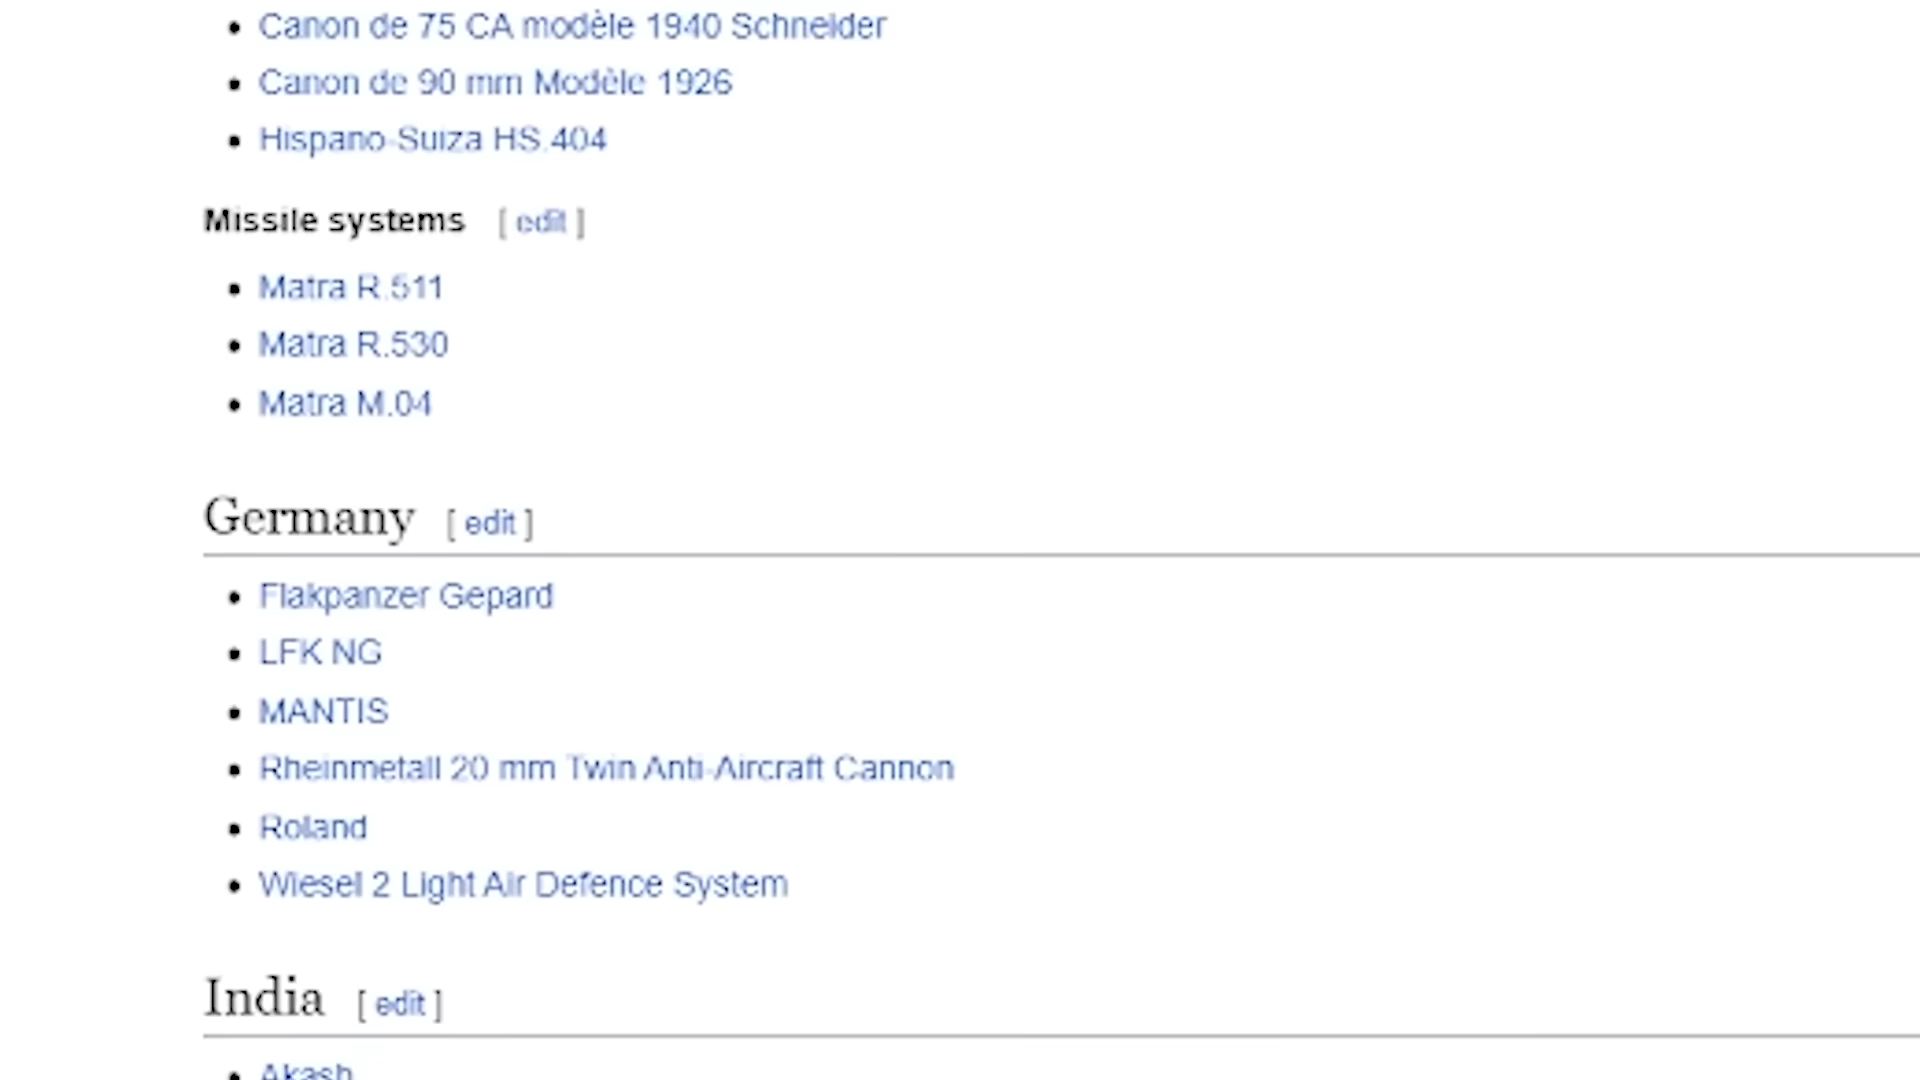 Canon de 75 CA modèle 1940 Schneider
Canon de 90 mm Modèle 1926
Hispano-Suiza HS.404
Missile systems [ edit ]
Matra R.511
Matra R.530
Matra M.04
Germany [ edit ]
Flakpanzer Gepard
LFK NG
MANTIS
Rheinmetall 20 mm Twin Anti-Aircraft Cannon
Roland
Wiesel 2 Light Air Defence System
India [ edit ]
Akash